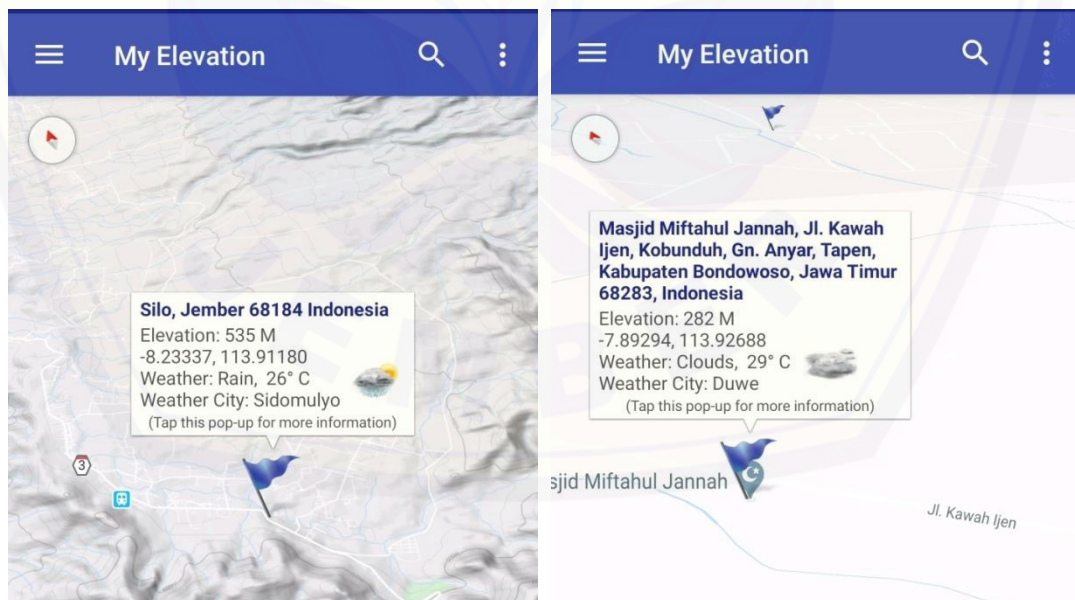 My Elevation
Silo, Jember 68184 Indonesia
Elevation: 535 M
-8.23337, 113.91180
Weather: Rain, 26° C
Weather City: Sidomulyo
(Tap this pop-up for more information)
3
My Elevation
Masjid Miftahul Jannah, Jl. Kawah
Ijen, Kobunduh, Gn. Anyar, Tapen,
Kabupaten Bondowoso, Jawa Timur
68283, Indonesia
Elevation: 282 M
-7.89294, 113.92688
Weather: Clouds, 29° C
Weather City: Duwe
(Tap this pop-up for more information)
sjid Miftahul Jannah
Jl. Kawah Ijen